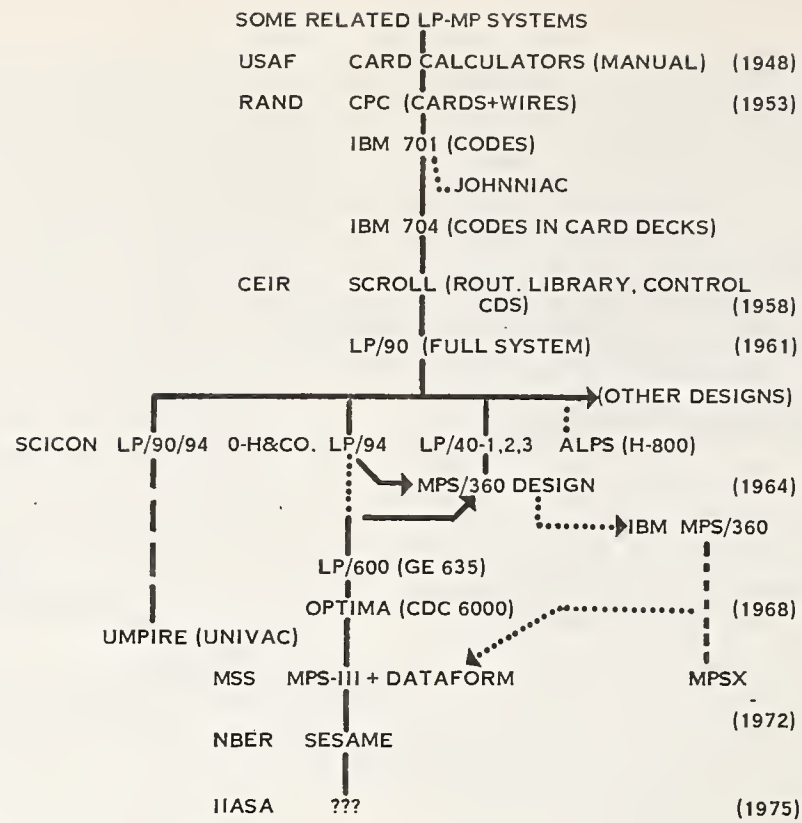 SOME RELATED LP-MP SYSTEMS
USAF CARD CALCULATORS (MANUAL) (1948)
RAND CPC (CARDS+WIRES) (1953)
IBM 701 (CODES)
JOHNNIAC
IBM 704 (CODES IN CARD DECKS)
CEIR SCROLL (ROUT. LIBRARY, CONTROL
CDS) (1958)
LP/90 (FULL SYSTEM) (1961)
(OTHER DESIGNS)
SCICON LP/90/94 O-H&CO. LP/94 LP/40-1,2,3 ALPS (H-800)
MPS/360 DESIGN (1964)
IBM MPS/360
LP/600 (GE 635)
OPTIMA (CDC 6000) (1968)
UMPIRE (UNIVAC)
MSS MPS-III + DATAFORM MPSX
(1972)
NBER SESAME
IIASA ??? (1975)